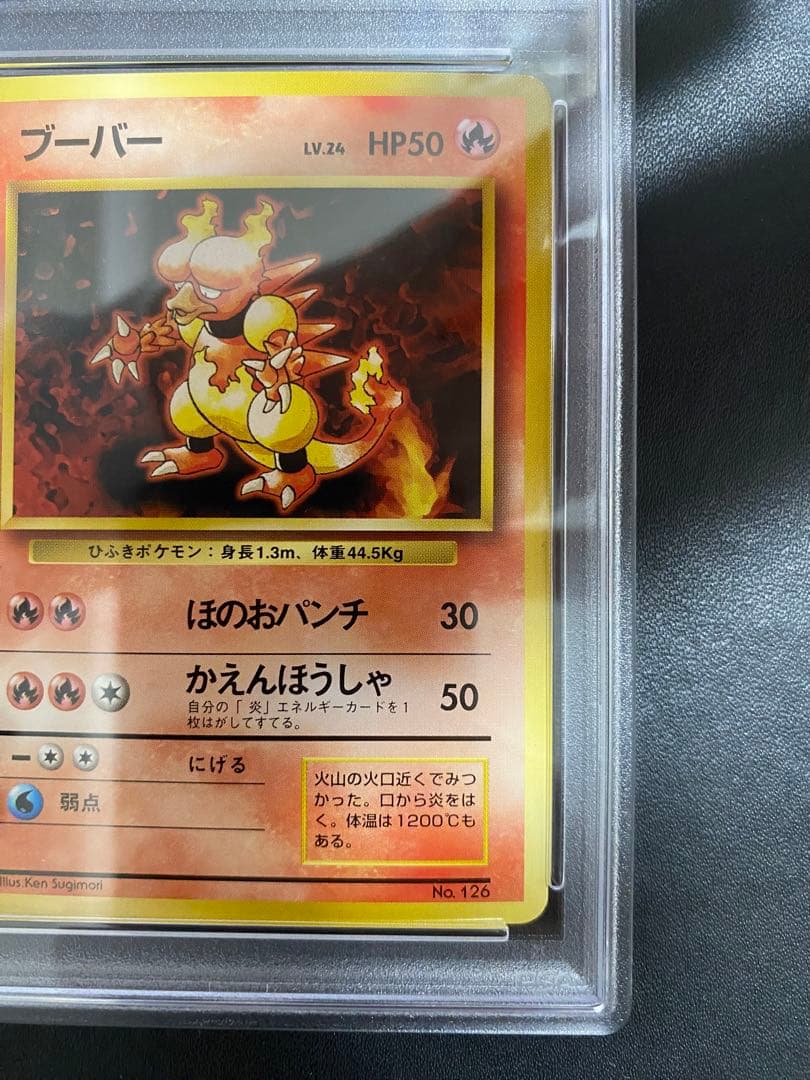 ブーバー LV.24 HP50
ひふきポケモン：身長1.3m、体重44.5Kg
ほのおパンチ 30
かえんほうしゃ 50
自分の「 炎」エネルギーカードを1
枚はがしてすてる。
にげる
弱点
火山の火口近くでみつ
かった。口から炎をは
く。体温は1200℃も
ある。
Illus.Ken Sugimori
No. 126